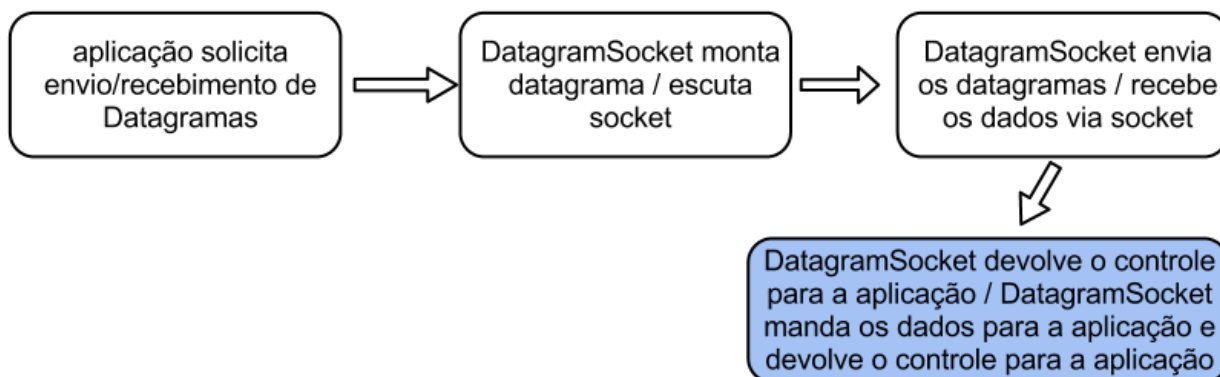 aplicação solicita
envio/recebimento de
Datagramas
DatagramSocket monta
datagrama / escuta
socket
DatagramSocket envia
os datagramas / recebe
os dados via socket
DatagramSocket devolve o controle
para a aplicação / DatagramSocket
manda os dados para a aplicação e
devolve o controle para a aplicação